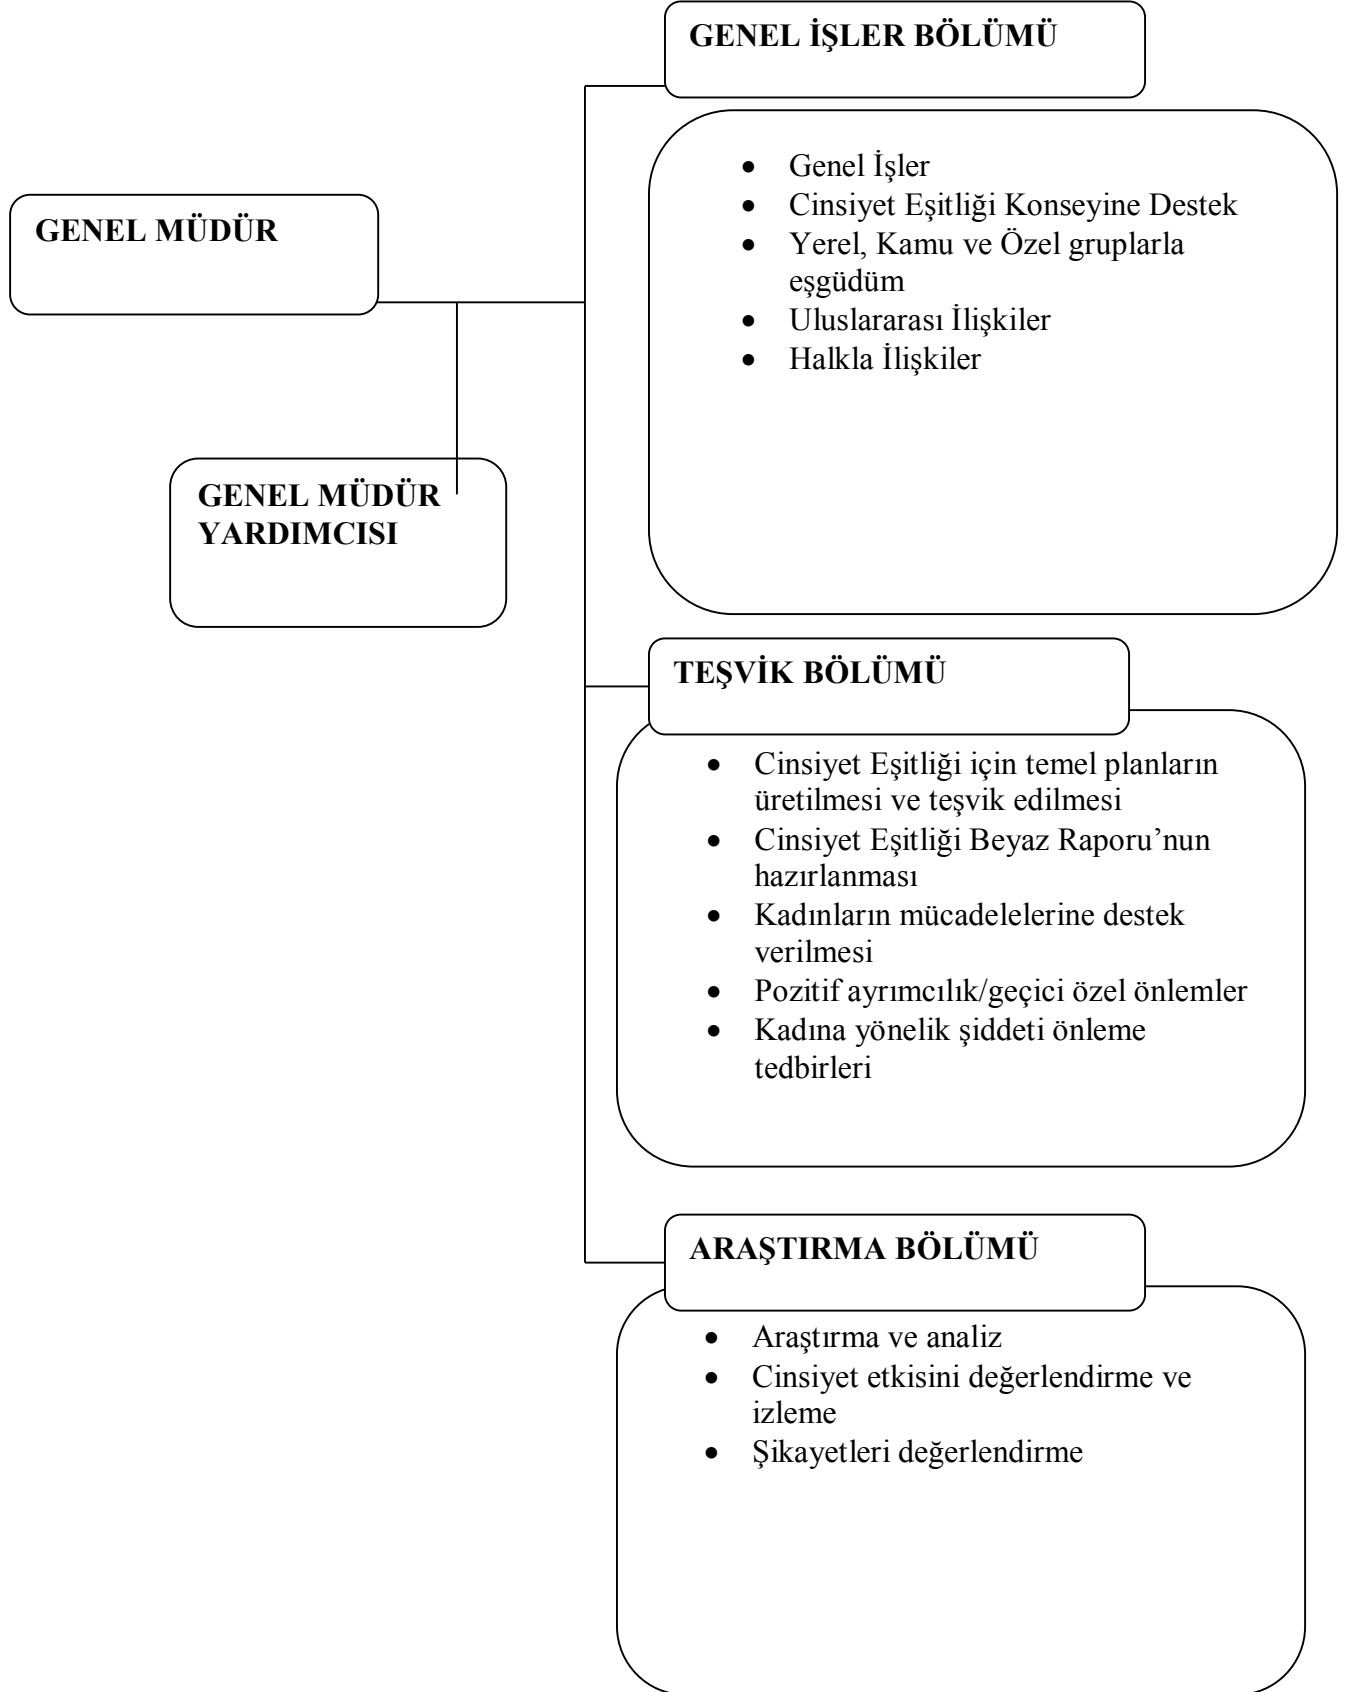 GENEL MÜDÜR
GENEL MÜDÜR
YARDIMCISI
GENEL İŞLER BÖLÜMÜ
• Genel İşler
• Cinsiyet Eşitliği Konseyine Destek
• Yerel, Kamu ve Özel gruplarla
eşgüdüm
• Uluslararası İlişkiler
• Halkla İlişkiler
TEŞVİK BÖLÜMÜ
• Cinsiyet Eşitliği için temel planların
üretilmesi ve teşvik edilmesi
• Cinsiyet Eşitliği Beyaz Raporu’nun
hazırlanması
• Kadınların mücadelelerine destek
verilmesi
• Pozitif ayrımcılık/geçici özel önlemler
• Kadına yönelik şiddeti önleme
tedbirleri
ARAŞTIRMA BÖLÜMÜ
• Araştırma ve analiz
• Cinsiyet etkisini değerlendirme ve
izleme
• Şikayetleri değerlendirme